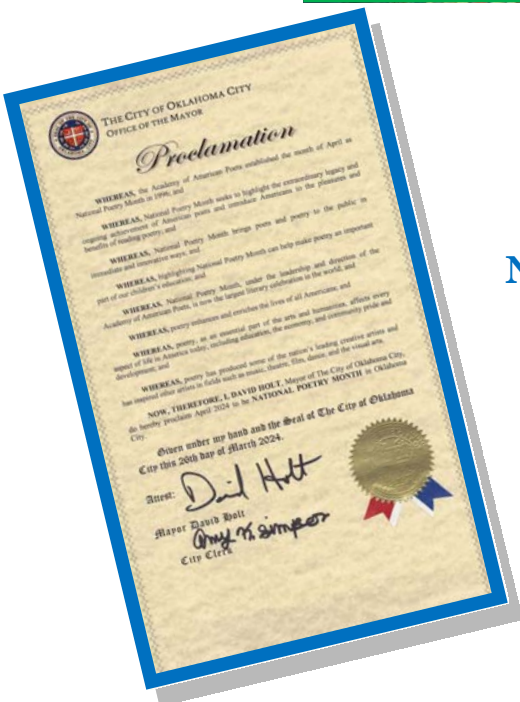 THE CITY OF OKLAHOMA CITY
OFFICE OF THE MAYOR
Proclamation
WHEREAS, the Academy of American Poets established the month of April as
National Poetry Month in 1996; and
WHEREAS, National Poetry Month seeks to highlight the extraordinary legacy and
ongoing achievement of American poets and introduce Americans to the pleasures and
benefits of reading poetry; and
WHEREAS, National Poetry Month brings poets and poetry to the public in
immediate and innovative ways; and
WHEREAS, highlighting National Poetry Month can help make poetry an important
part of our children's education; and
WHEREAS, National Poetry Month, under the leadership and direction of the
Academy of American Poets, is now the largest literary celebration in the world; and
WHEREAS, poetry enhances and enriches the lives of all Americans; and
WHEREAS, poetry, as an essential part of the arts and humanities, affects every
aspect of life in America today, including education, the economy, and community pride and
development; and
WHEREAS, poetry has produced some of the nation's leading creative artists and
has inspired other artists in fields such as music, theatre, film, dance, and the visual arts.
NOW, THEREFORE, I, DAVID HOLT, Mayor of The City of Oklahoma City,
do hereby proclaim April 2024 to be NATIONAL POETRY MONTH in Oklahoma
City.
Given under my hand and the Seal of The City of Oklahoma
City this 26th day of March 2024.
Attest: David Holt
Mayor David Holt
Amy K. Simpson
City Clerk
N